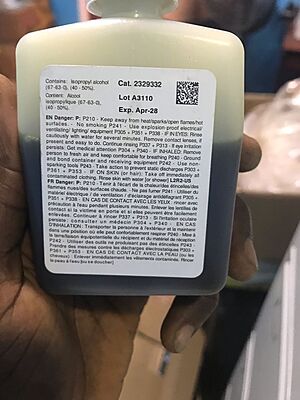 Contains: Isopropyl alcohol
(67-63-0), (40 - 50%).
Content: Alcool
isopropylique (67-63-0),
(40 - 50%).
Cat. 2329332
Lot A3110
Exp. Apr-28
EN Danger: P: P210 - Keep away from heat/sparks/open flames/hot
surfaces. - No smoking P241 - Use explosion-proof electrical/
ventilating/ lighting/ equipment P305 + P351 + P338 - IF IN EYES: Rinse
cautiously with water for several minutes. Remove contact lenses, if
present and easy to do. Continue rinsing P337 + P313 - If eye irritation
persists: Get medical attention P304 + P340 - IF INHALED: Remove
person to fresh air and keep comfortable for breathing P240 - Ground
and bond container and receiving equipment P242 - Use non-
sparking tools P243 - Take action to prevent static discharges P303 +
P361 + P353 - IF ON SKIN (or hair): Take off immediately all
contaminated clothing. Rinse skin with water [or shower] L2R2-US
FR Danger: P: P210 - Tenir à l'écart de la chaleur/des étincelles/des
flammes nues/des surfaces chaudes. - Ne pas fumer P241 - Utiliser du
matériel électrique / de ventilation / d'éclairage antidéflagrant P305 +
P351 + P338 - EN CAS DE CONTACT AVEC LES YEUX : rincer avec
précaution à l'eau pendant plusieurs minutes. Enlever les lentilles de
contact si la victime en porte et si elles peuvent être facilement
enlevées. Continuer à rincer P337 + P313 - Si l'irritation oculaire
persiste : consulter un médecin P304 + P340 - EN CAS
D'INHALATION : Transporter la personne à l'extérieur et la maintenir
dans une position où elle peut confortablement respirer P240 - Mise à
la terre/liaison équipotentielle du récipient et du matériel de réception
P242 - Utiliser des outils ne produisant pas des étincelles P243 -
Prendre des mesures contre les décharges électrostatiques P303 +
P361 + P353 - EN CAS DE CONTACT AVEC LA PEAU (ou les
cheveux) : Enlever immédiatement les vêtements contaminés. Rincer
la peau à l'eau [ou se doucher]